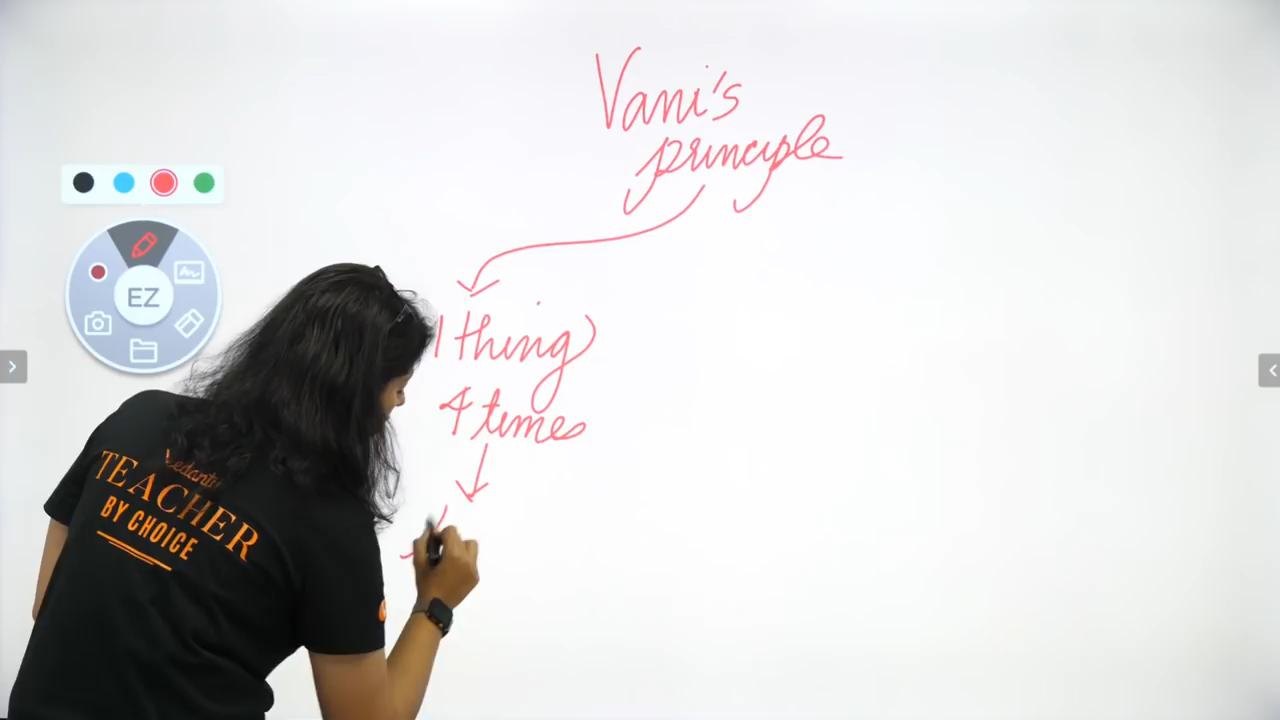 Vani's
principle
1 thing
4 times
EZ
Vedantu
TEACHER
BY CHOICE